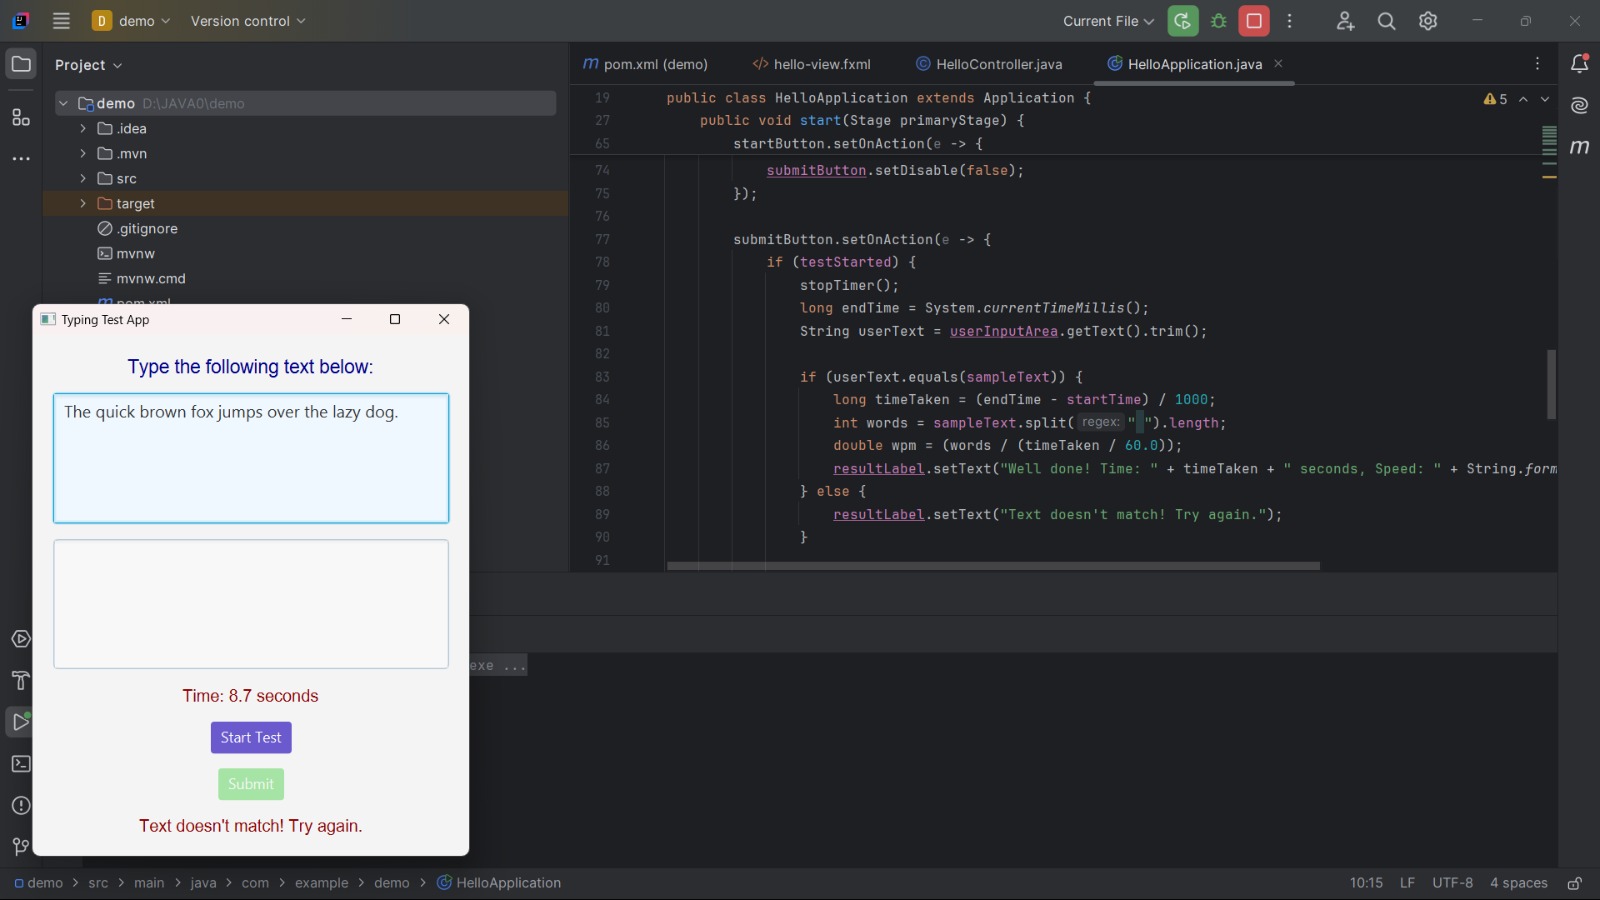 D demo Version control Current File
Project
demo D:\JAVA0\demo
.idea
.mvn
src
target
.gitignore
mvnw
mvnw.cmd
pom.xml
m pom.xml (demo) </> hello-view.fxml © HelloController.java HelloApplication.java
19 public class HelloApplication extends Application { 5
27 public void start(Stage primaryStage) {
65 startButton.setOnAction(e -> {
74 submitButton.setDisable(false);
75 });
76
77 submitButton.setOnAction(e -> {
78 if (testStarted) {
79 stopTimer();
80 long endTime = System.currentTimeMillis();
81 String userText = userInputArea.getText().trim();
82
83 if (userText.equals(sampleText)) {
84 long timeTaken = (endTime - startTime) / 1000;
85 int words = sampleText.split( regex: " ").length;
86 double wpm = (words / (timeTaken / 60.0));
87 resultLabel.setText("Well done! Time: " + timeTaken + " seconds, Speed: " + String.form
88 } else {
89 resultLabel.setText("Text doesn't match! Try again.");
90 }
91
m
Typing Test App
Type the following text below:
The quick brown fox jumps over the lazy dog.
Time: 8.7 seconds
Start Test
Submit
Text doesn't match! Try again.
exe ...
demo > src > main > java > com > example > demo > HelloApplication 10:15 LF UTF-8 4 spaces